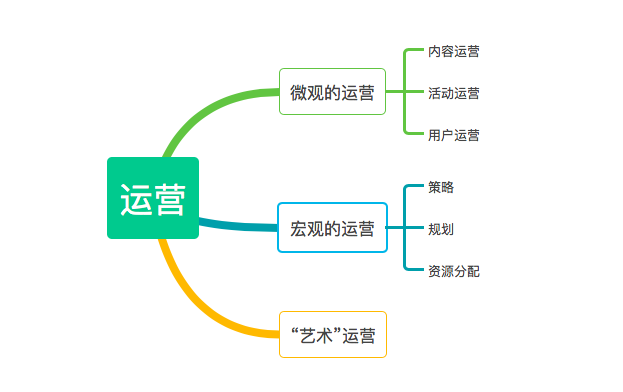 运营
微观的运营
内容运营
活动运营
用户运营
宏观的运营
策略
规划
资源分配
“艺术”运营